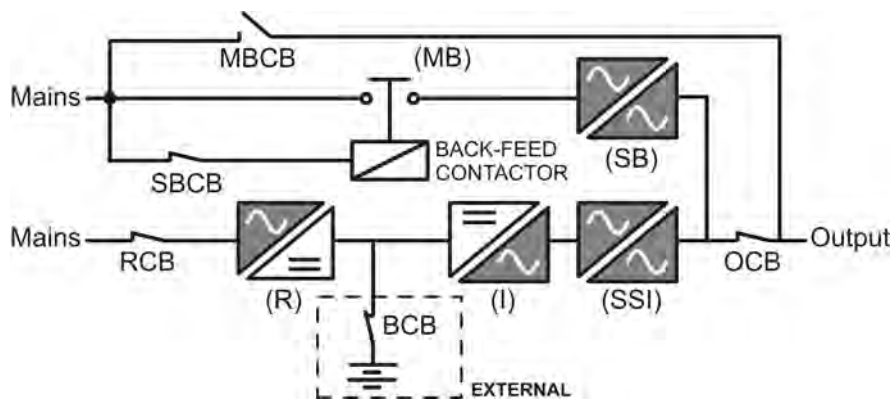 MBCB
(MB)
Mains
BACK-FEED
CONTACTOR
(SB)
SBCB
Mains
RCB
OCB
Output
(R)
(I)
(SSI)
BCB
EXTERNAL